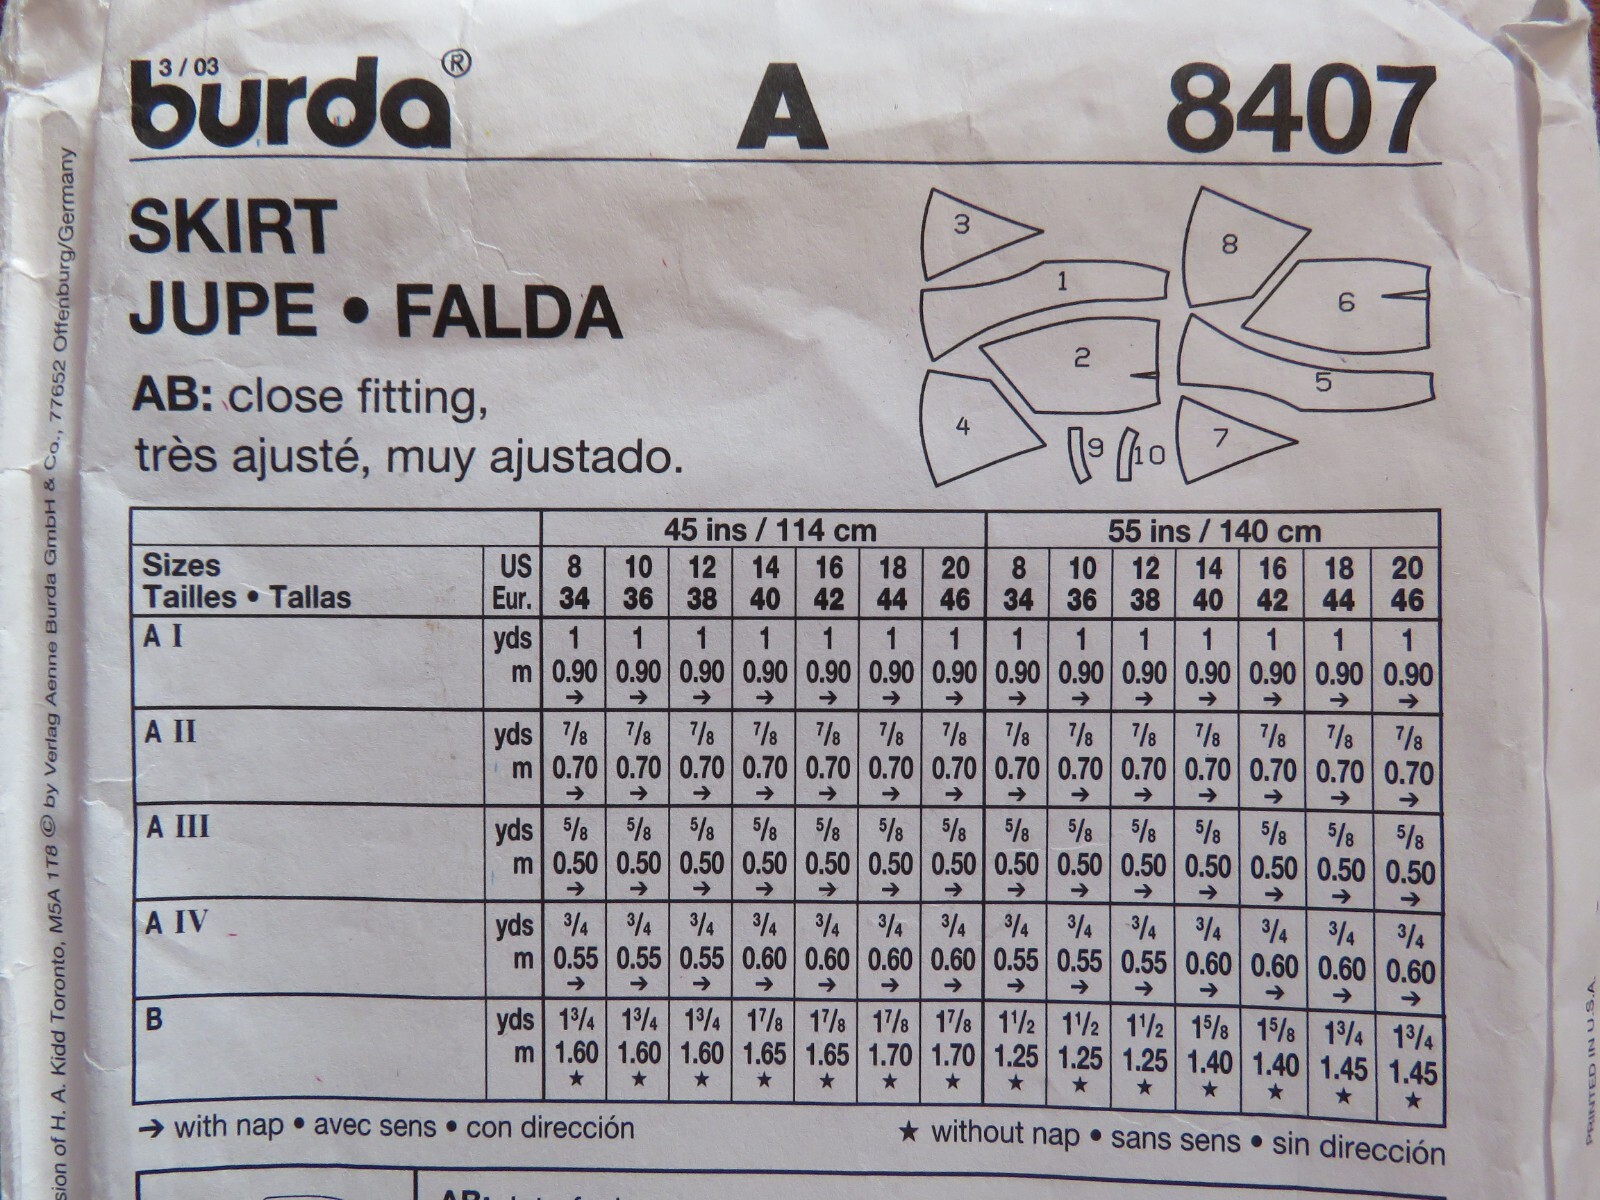 3 / 03
burda® A 8407
SKIRT
JUPE • FALDA
AB: close fitting,
très ajusté, muy ajustado.
3 8
1 6
2 5
4 9 10 7
45 ins / 114 cm 55 ins / 140 cm
Sizes US 8 10 12 14 16 18 20 8 10 12 14 16 18 20
Tailles • Tallas Eur. 34 36 38 40 42 44 46 34 36 38 40 42 44 46
A I yds 1 1 1 1 1 1 1 1 1 1 1 1 1 1
m 0.90 0.90 0.90 0.90 0.90 0.90 0.90 0.90 0.90 0.90 0.90 0.90 0.90 0.90
→ → → → → → → → → → → → → →
A II yds 7/8 7/8 7/8 7/8 7/8 7/8 7/8 7/8 7/8 7/8 7/8 7/8 7/8 7/8
m 0.70 0.70 0.70 0.70 0.70 0.70 0.70 0.70 0.70 0.70 0.70 0.70 0.70 0.70
→ → → → → → → → → → → → → →
A III yds 5/8 5/8 5/8 5/8 5/8 5/8 5/8 5/8 5/8 5/8 5/8 5/8 5/8 5/8
m 0.50 0.50 0.50 0.50 0.50 0.50 0.50 0.50 0.50 0.50 0.50 0.50 0.50 0.50
→ → → → → → → → → → → → → →
A IV yds 3/4 3/4 3/4 3/4 3/4 3/4 3/4 3/4 3/4 3/4 3/4 3/4 3/4 3/4
m 0.55 0.55 0.55 0.60 0.60 0.60 0.60 0.55 0.55 0.55 0.60 0.60 0.60 0.60
→ → → → → → → → → → → → → →
B yds 1 3/4 1 3/4 1 3/4 1 7/8 1 7/8 1 7/8 1 7/8 1 1/2 1 1/2 1 1/2 1 5/8 1 5/8 1 3/4 1 3/4
m 1.60 1.60 1.60 1.65 1.65 1.70 1.70 1.25 1.25 1.25 1.40 1.40 1.45 1.45
★ ★ ★ ★ ★ ★ ★ ★ ★ ★ ★ ★ ★ ★
→ with nap • avec sens • con dirección ★ without nap • sans sens • sin dirección
of H. A. Kidd Toronto, M5A 1T8 © by Verlag Aenne Burda GmbH & Co., 77652 Offenburg/Germany
PRINTED IN U.S.A.
AB: